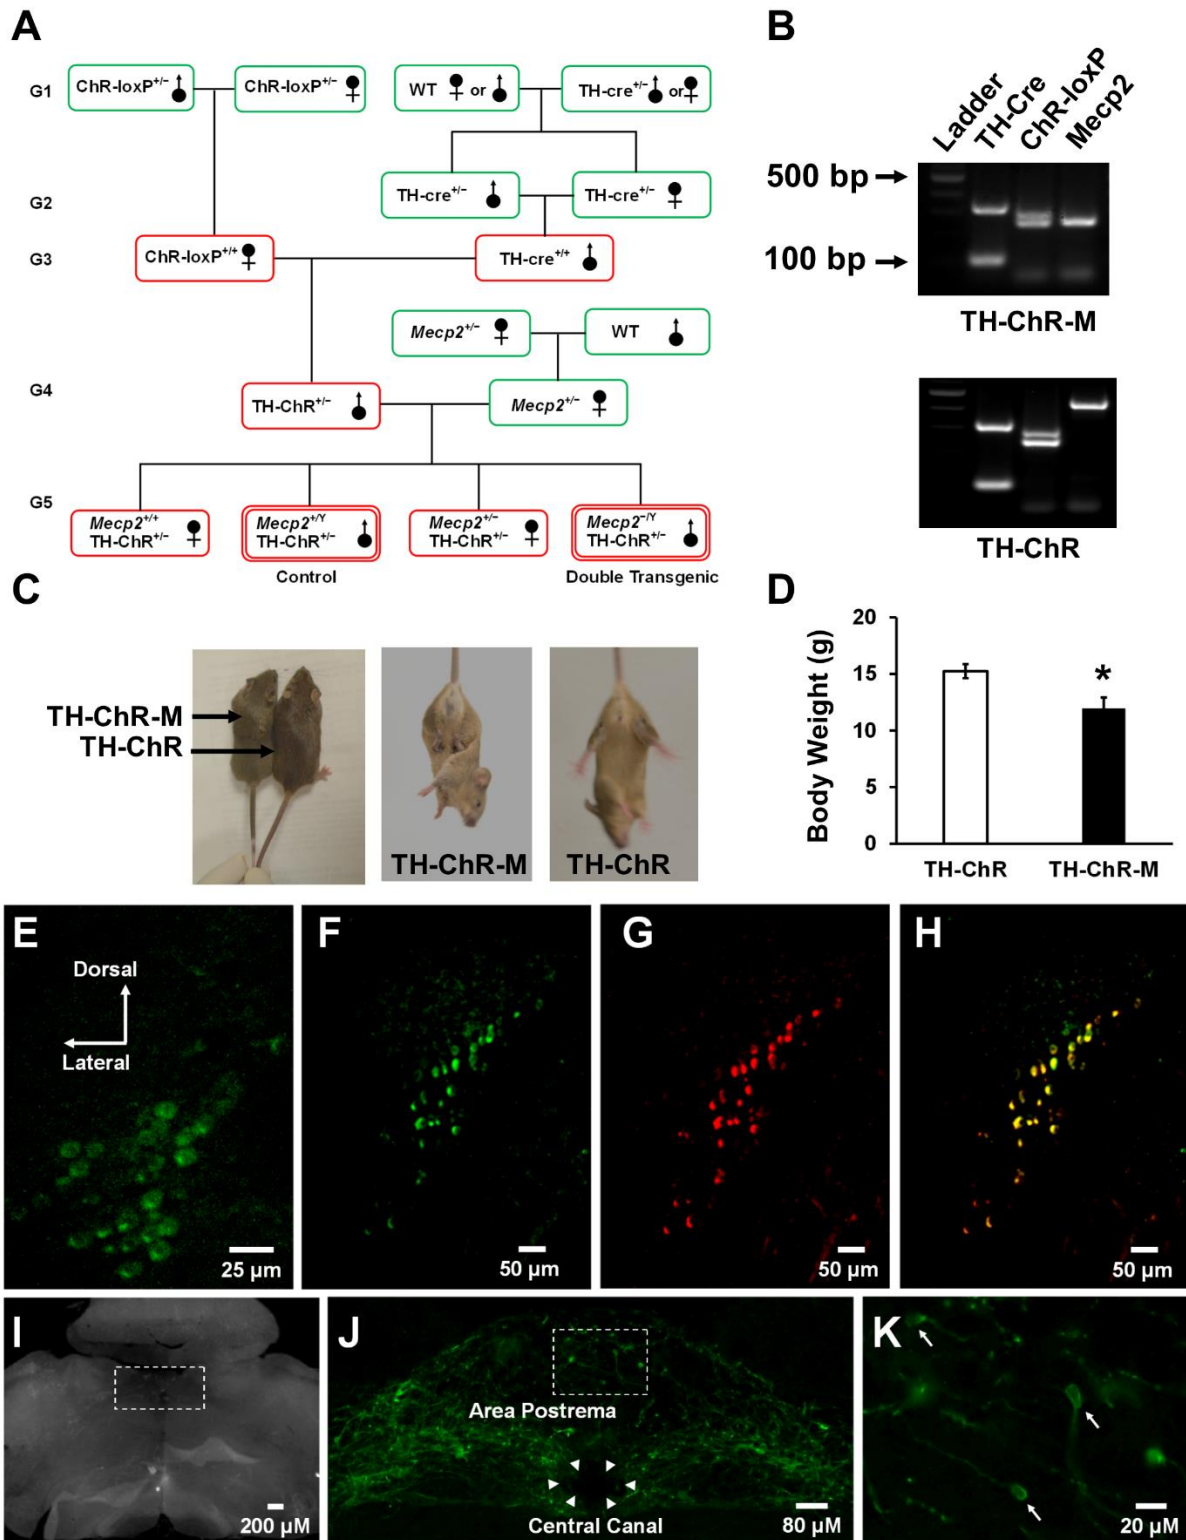 A
G1
ChR-loxP+/−
ChR-loxP+/−
WT or
TH-cre+/− or
G2
TH-cre+/−
TH-cre+/−
G3
ChR-loxP+/+
TH-cre+/+
Mecp2+/−
WT
G4
TH-ChR+/−
Mecp2+/−
G5
Mecp2+/+
TH-ChR+/−
Mecp2+/Y
TH-ChR+/−
Mecp2+/−
TH-ChR+/−
Mecp2−/Y
TH-ChR+/−
Control
Double Transgenic
B
Ladder
TH-Cre
ChR-loxP
Mecp2
500 bp
100 bp
TH-ChR-M
TH-ChR
C
TH-ChR-M
TH-ChR
TH-ChR-M
TH-ChR
D
Body Weight (g)
20
15
10
5
0
*
TH-ChR
TH-ChR-M
E
Dorsal
Lateral
25 µm
F
50 µm
G
50 µm
H
50 µm
I
200 µM
J
Area Postrema
Central Canal
80 µM
K
20 µm